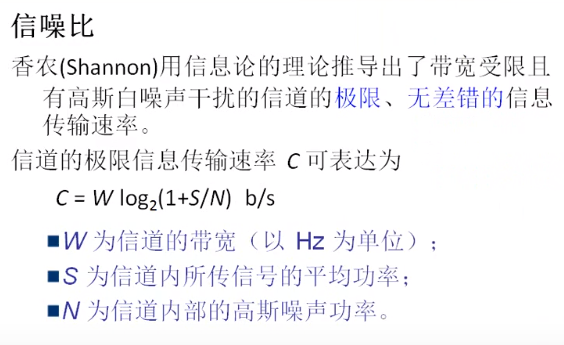 信噪比
香农(Shannon)用信息论的理论推导出了带宽受限且
有高斯白噪声干扰的信道的极限、无差错的信息
传输速率。
信道的极限信息传输速率 C 可表达为
C = W log₂(1+S/N) b/s
■W 为信道的带宽（以 Hz 为单位）；
■S 为信道内所传信号的平均功率；
■N 为信道内部的高斯噪声功率。